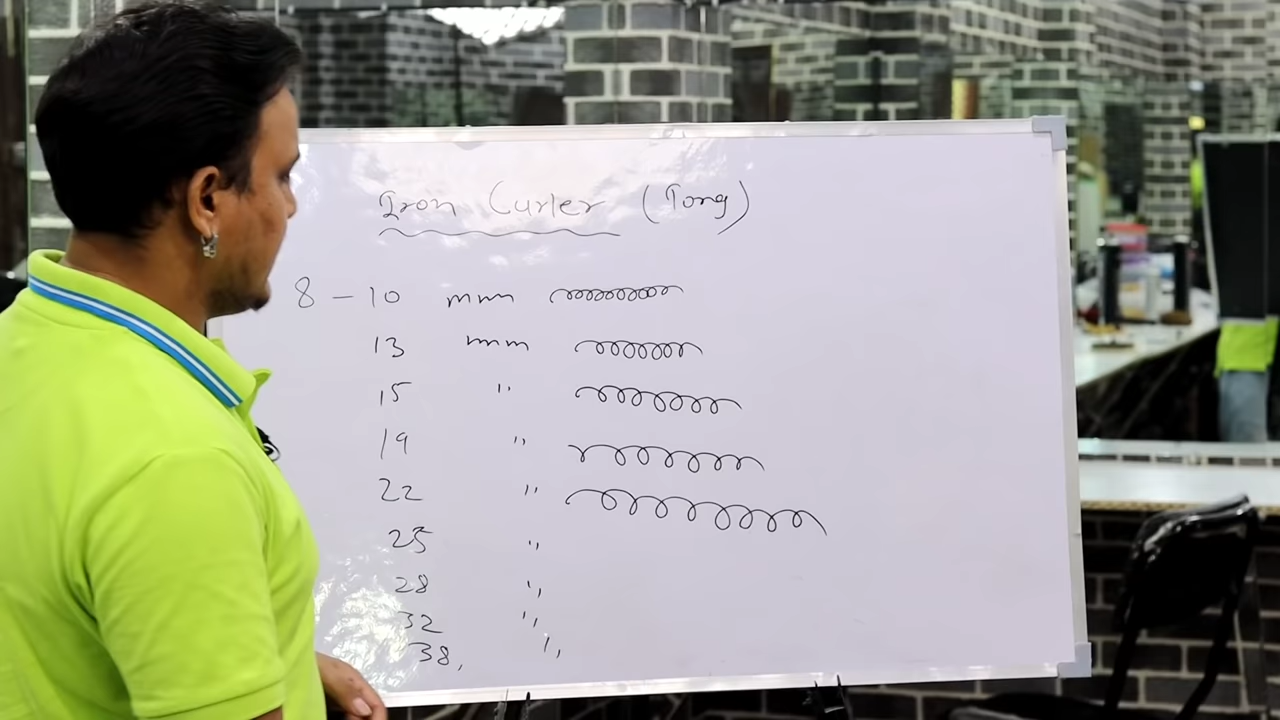 Iron Curler (Tong)
8 - 10 mm
13 mm
15 "
19 "
22 "
25 "
28 "
32 "
38, "